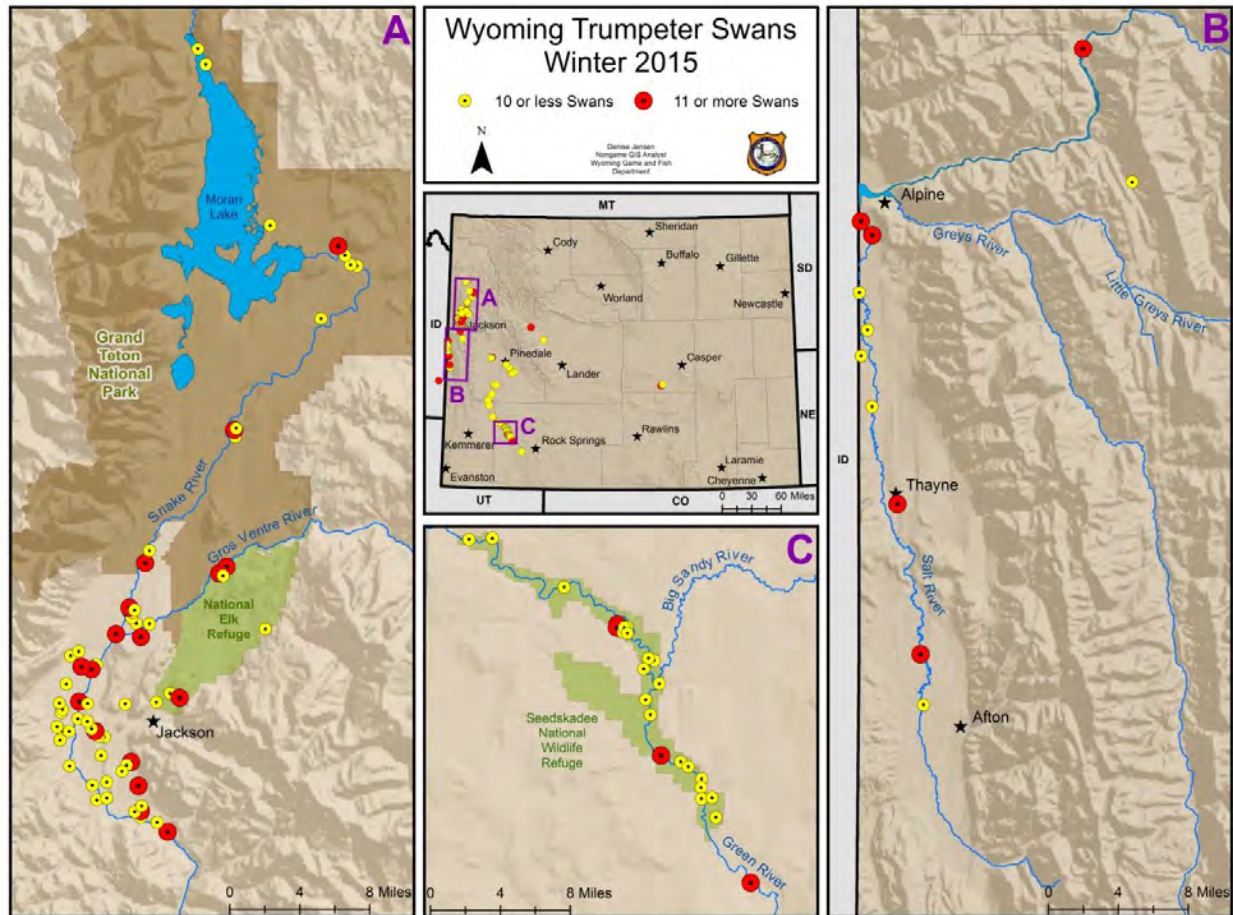 A
Moran
Lake
Grand
Teton
National
Park
Snake River
Gros Ventre River
National
Elk
Refuge
Jackson
0 8 Miles
Wyoming Trumpeter Swans
Winter 2015
10 or less Swans 11 or more Swans
N
Denise Jensen
Nongame GIS Analyst
Wyoming Game and Fish
Department
MT
Sheridan
Cody
Buffalo
Gillette
SD
Worland
Newcastle
A
ID
Jackson
Pinedale
Casper
Lander
B
NE
C
Kemmerer
Rock Springs
Rawlins
Evanston
Laramie
Cheyenne
UT
CO
0 30 60 Miles
C
Big Sandy River
Seedskadee
National
Wildlife
Refuge
Green River
0 8 Miles
B
Alpine
Greys River
Little Greys River
ID
Thayne
Salt River
Afton
0 8 Miles